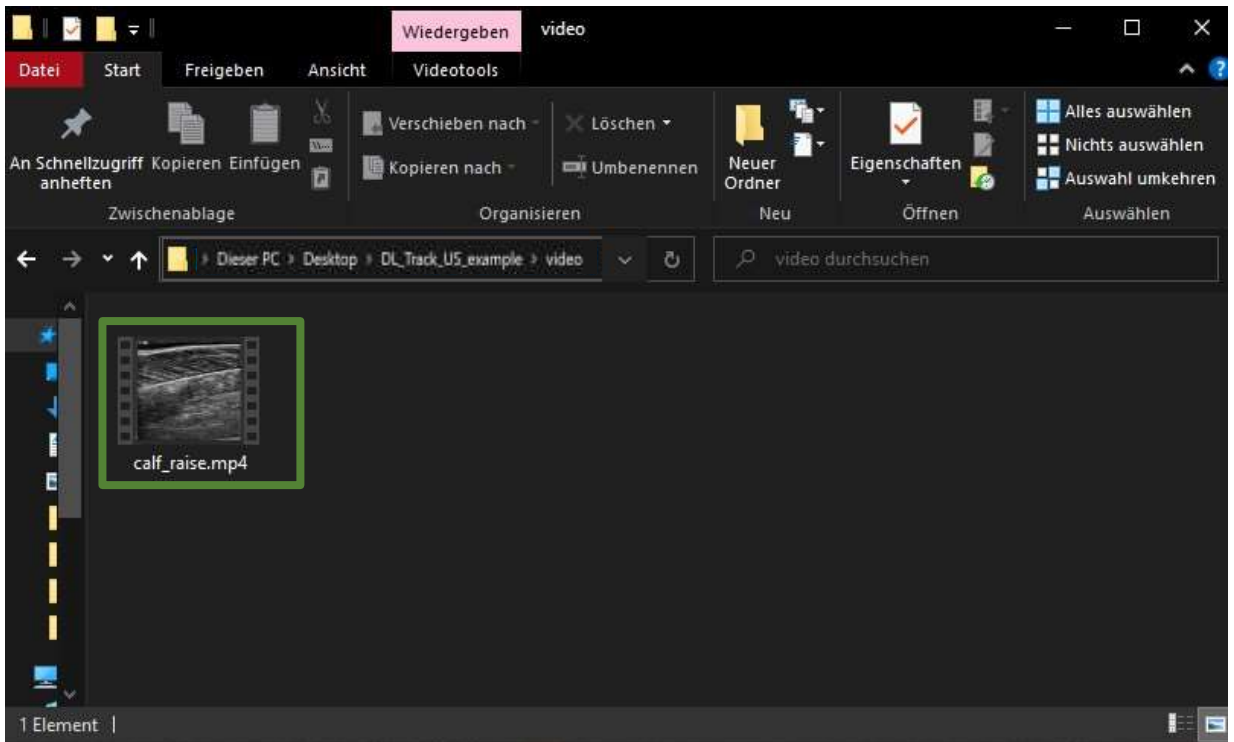 Wiedergeben video
Datei Start Freigeben Ansicht Videotools
An Schnellzugriff anheften
Kopieren
Einfügen
Zwischenablage
Verschieben nach
Kopieren nach
Löschen
Umbenennen
Organisieren
Neuer
Ordner
Neu
Eigenschaften
Öffnen
Alles auswählen
Nichts auswählen
Auswahl umkehren
Auswählen
Dieser PC Desktop DL_Track_US_example video
video durchsuchen
calf_raise.mp4
1 Element